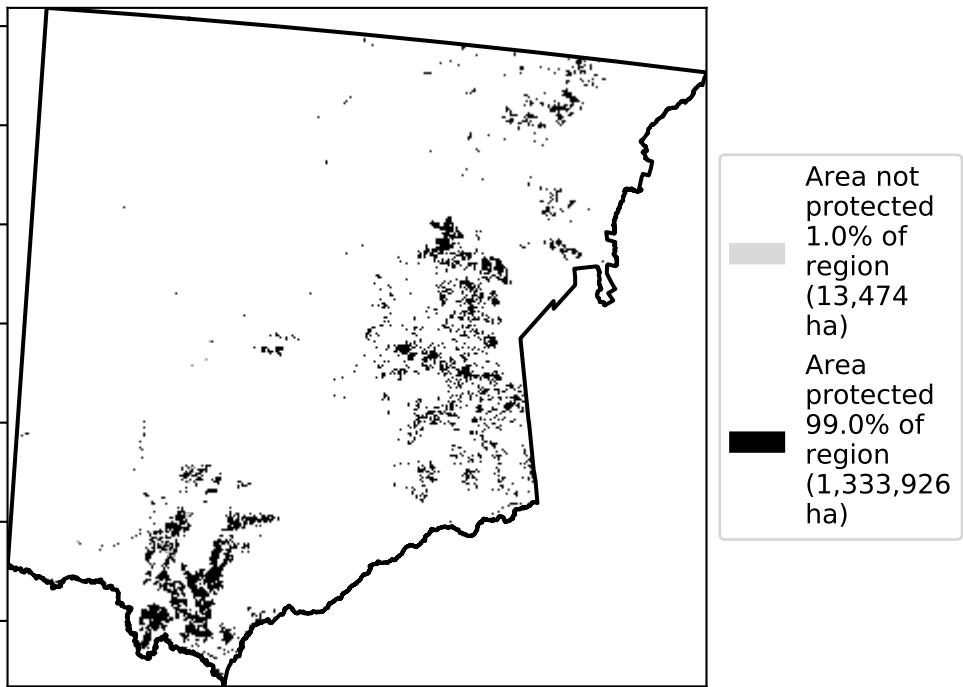 Area not
protected
1.0% of
region
(13,474
ha)
Area
protected
99.0% of
region
(1,333,926
ha)